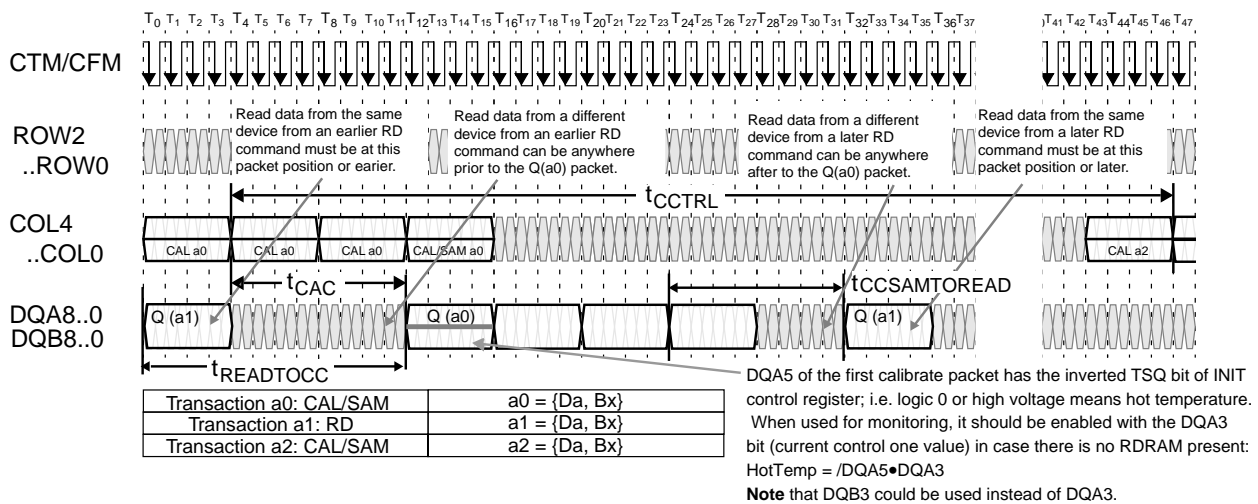 T0 T1 T2 T3 T4 T5 T6 T7 T8 T9 T10 T11 T12 T13 T14 T15 T16 T17 T18 T19 T20 T21 T22 T23 T24 T25 T26 T27 T28 T29 T30 T31 T32 T33 T34 T35 T36 T37 T41 T42 T43 T44 T45 T46 T47
CTM/CFM
ROW2
..ROW0
Read data from the same
device from an earlier RD
command must be at this
packet position or earier.
Read data from a different
device from an earlier RD
command can be anywhere
prior to the Q(a0) packet.
Read data from a different
device from a later RD
command can be anywhere
after to the Q(a0) packet.
Read data from the same
device from a later RD
command must be at this
packet position or later.
tCCTRL
COL4
..COL0
CAL a0 CAL a0 CAL a0 CAL/SAM a0 CAL a2
tCAC tCCSAMTOREAD
DQA8..0
DQB8..0
Q (a1) Q (a0) Q (a1)
tREADTOCC
Transaction a0: CAL/SAM a0 = {Da, Bx}
Transaction a1: RD a1 = {Da, Bx}
Transaction a2: CAL/SAM a2 = {Da, Bx}
DQA5 of the first calibrate packet has the inverted TSQ bit of INIT
control register; i.e. logic 0 or high voltage means hot temperature.
When used for monitoring, it should be enabled with the DQA3
bit (current control one value) in case there is no RDRAM present:
HotTemp = /DQA5•DQA3
Note that DQB3 could be used instead of DQA3.